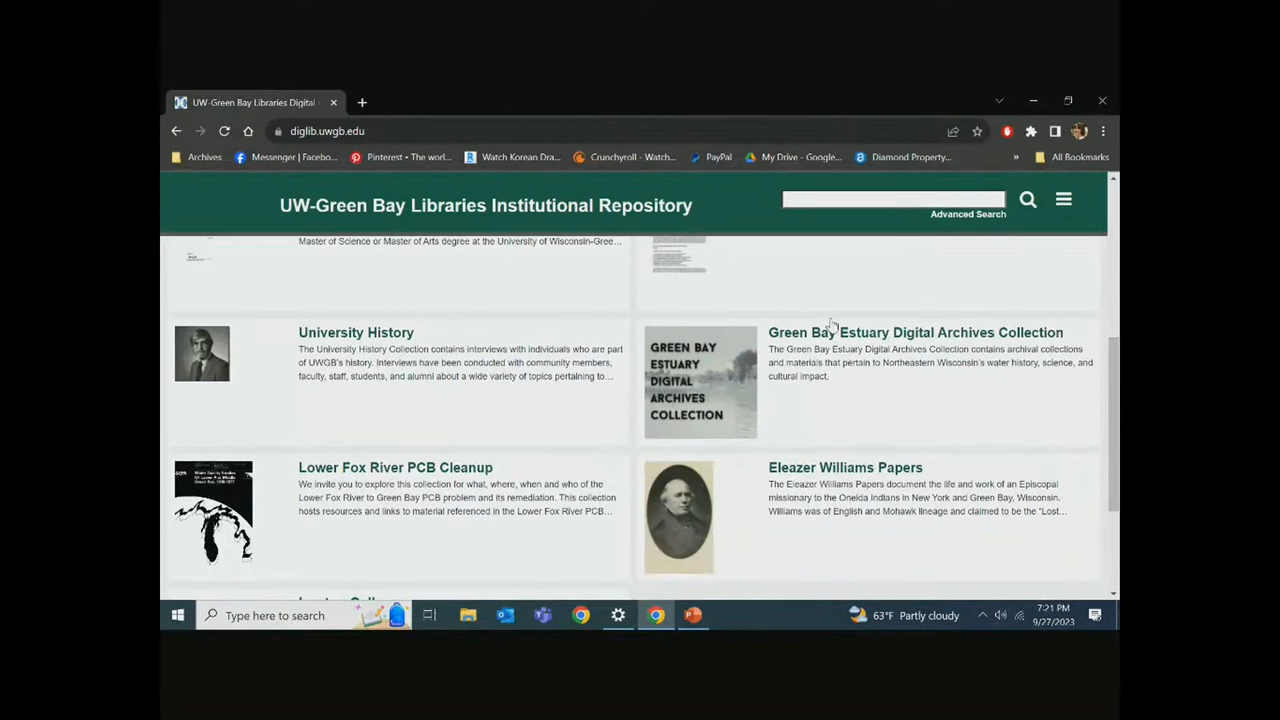 UW-Green Bay Libraries Digital
diglib.uwgb.edu
Archives
Messenger | Facebo...
Pinterest • The worl...
Watch Korean Dra...
Crunchyroll - Watch...
PayPal
My Drive - Google...
Diamond Property...
»
All Bookmarks
UW-Green Bay Libraries Institutional Repository
Advanced Search
Master of Science or Master of Arts degree at the University of Wisconsin-Gree...
University History
The University History Collection contains interviews with individuals who are part
of UWGB's history. Interviews have been conducted with community members,
faculty, staff, students, and alumni about a wide variety of topics pertaining to...
GREEN BAY
ESTUARY
DIGITAL
ARCHIVES
COLLECTION
Green Bay Estuary Digital Archives Collection
The Green Bay Estuary Digital Archives Collection contains archival collections
and materials that pertain to Northeastern Wisconsin's water history, science, and
cultural impact.
Lower Fox River PCB Cleanup
We invite you to explore this collection for what, where, when and who of the
Lower Fox River to Green Bay PCB problem and its remediation. This collection
hosts resources and links to material referenced in the Lower Fox River PCB...
Eleazer Williams Papers
The Eleazer Williams Papers document the life and work of an Episcopal
missionary to the Oneida Indians in New York and Green Bay, Wisconsin.
Williams was of English and Mohawk lineage and claimed to be the "Lost...
Type here to search
63°F Partly cloudy
7:21 PM
9/27/2023